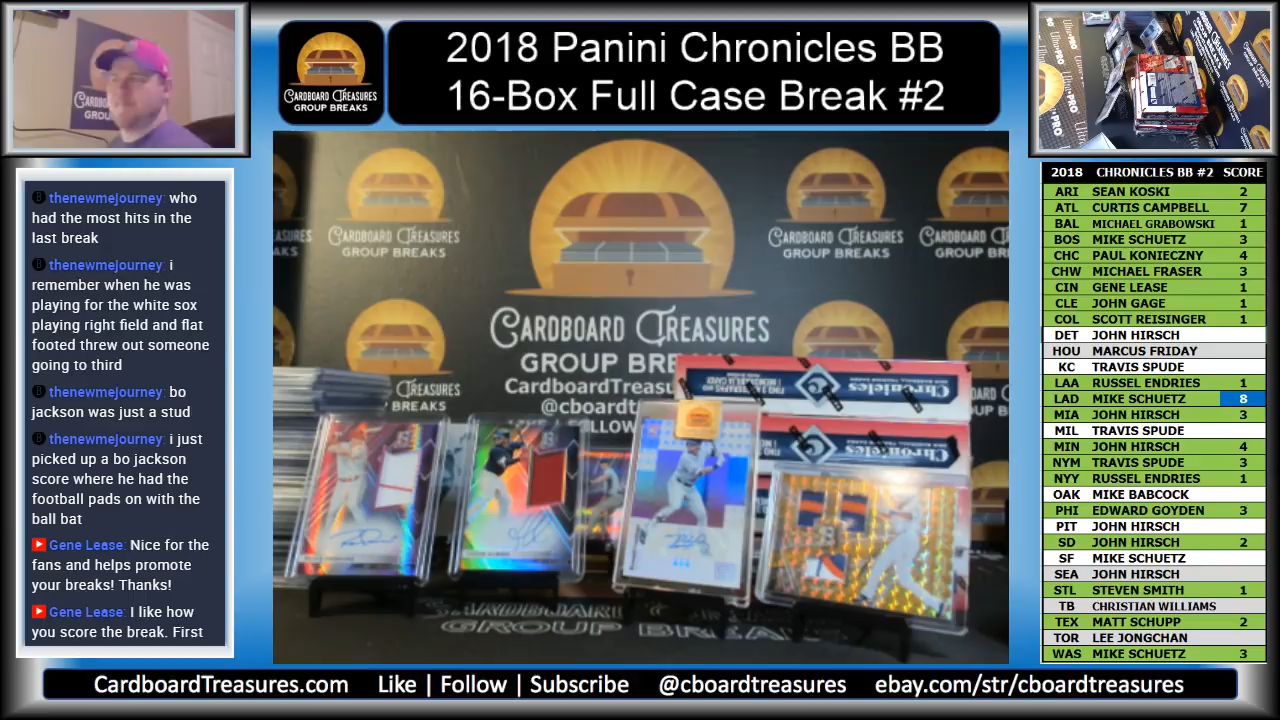 2018 Panini Chronicles BB
16-Box Full Case Break #2
CARDBOARD TREASURES
GROUP BREAKS
thenewmejourney: who
had the most hits in the
last break
thenewmejourney: i
remember when he was
playing for the white sox
playing right field and flat
footed threw out someone
going to third
thenewmejourney: bo
jackson was just a stud
thenewmejourney: i just
picked up a bo jackson
score where he had the
football pads on with the
ball bat
Gene Lease: Nice for the
fans and helps promote
your breaks! Thanks!
Gene Lease: I like how
you score the break. First
CARDBOARD TREASURES
GROUP BREAKS
CARDBOARD TREASURES
GROUP BREAKS
CARDBOARD TREASURES
GROUP BREA
CardboardTreasu
@cboardt
Chronicles
Chronicles
GROUP BREA
2018 CHRONICLES BB #2 SCORE
ARI SEAN KOSKI 2
ATL CURTIS CAMPBELL 7
BAL MICHAEL GRABOWSKI 1
BOS MIKE SCHUETZ 3
CHC PAUL KONIECZNY 4
CHW MICHAEL FRASER 3
CIN GENE LEASE 1
CLE JOHN GAGE 1
COL SCOTT REISINGER 1
DET JOHN HIRSCH
HOU MARCUS FRIDAY
KC TRAVIS SPUDE
LAA RUSSEL ENDRIES 1
LAD MIKE SCHUETZ 8
MIA JOHN HIRSCH 3
MIL TRAVIS SPUDE
MIN JOHN HIRSCH 4
NYM TRAVIS SPUDE 3
NYY RUSSEL ENDRIES 1
OAK MIKE BABCOCK
PHI EDWARD GOYDEN 3
PIT JOHN HIRSCH
SD JOHN HIRSCH 2
SF MIKE SCHUETZ
SEA JOHN HIRSCH
STL STEVEN SMITH 1
TB CHRISTIAN WILLIAMS
TEX MATT SCHUPP 2
TOR LEE JONGCHAN
WAS MIKE SCHUETZ 3
CardboardTreasures.com Like | Follow | Subscribe @cboardtreasures ebay.com/str/cboardtreasures